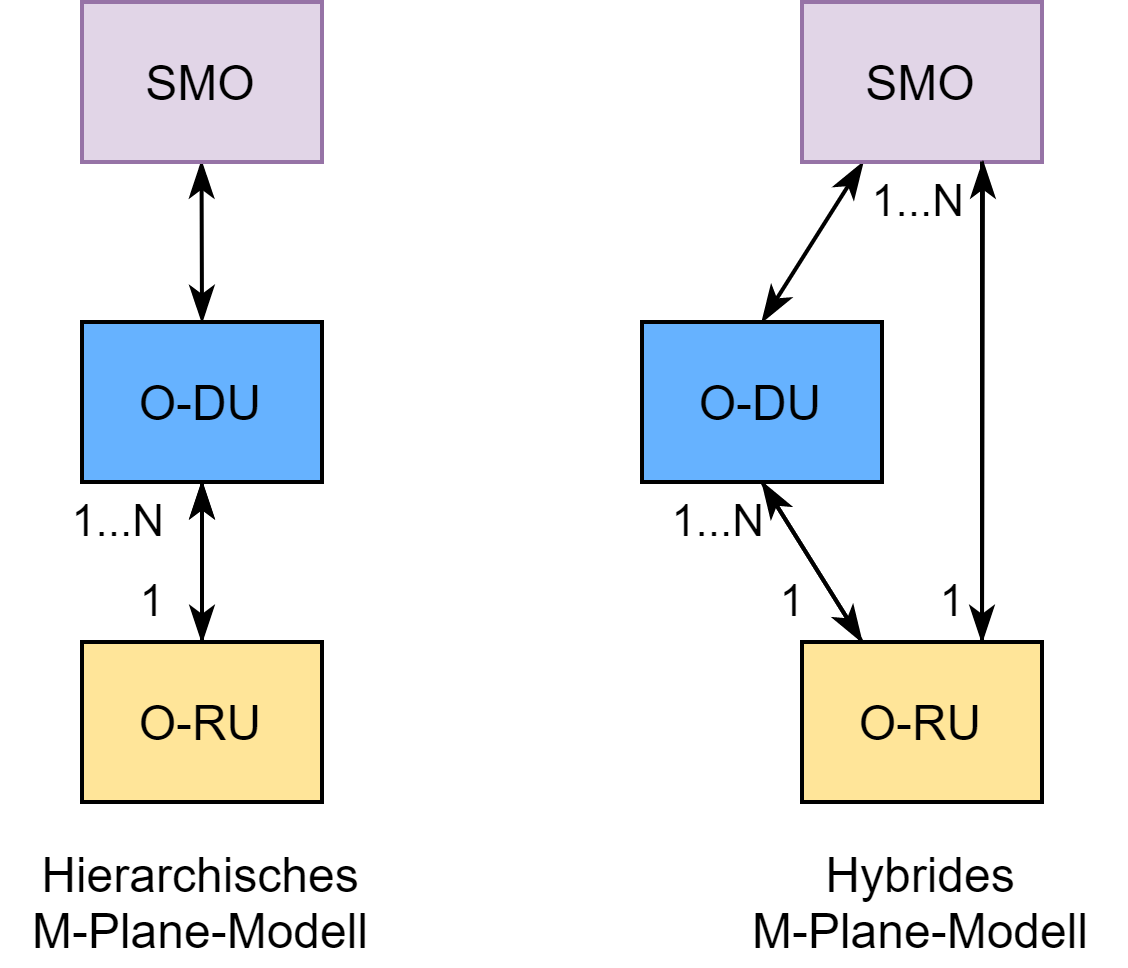 SMO
O-DU
1...N
1
O-RU
Hierarchisches
M-Plane-Modell
SMO
1...N
O-DU
1...N
1
1
O-RU
Hybrides
M-Plane-Modell